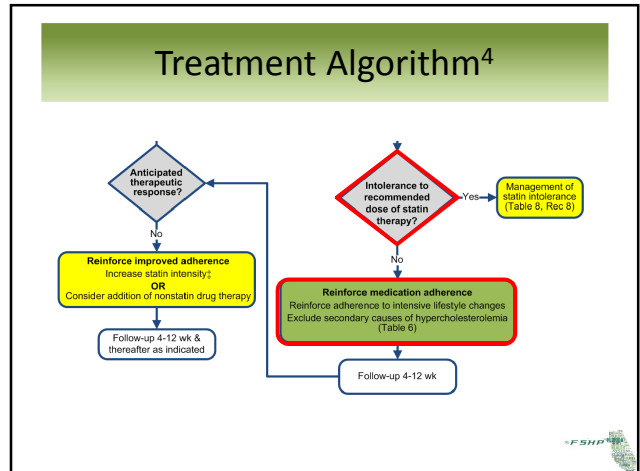 Treatment Algorithm4
Anticipated
therapeutic
response?
No
Reinforce improved adherence
Increase statin intensity‡
OR
Consider addition of nonstatin drug therapy
Follow-up 4-12 wk &
thereafter as indicated
Intolerance to
recommended
dose of statin
therapy?
Yes
Management of
statin intolerance
(Table 8, Rec 8)
No
Reinforce medication adherence
Reinforce adherence to intensive lifestyle changes
Exclude secondary causes of hypercholesterolemia
(Table 6)
Follow-up 4-12 wk
FSHP